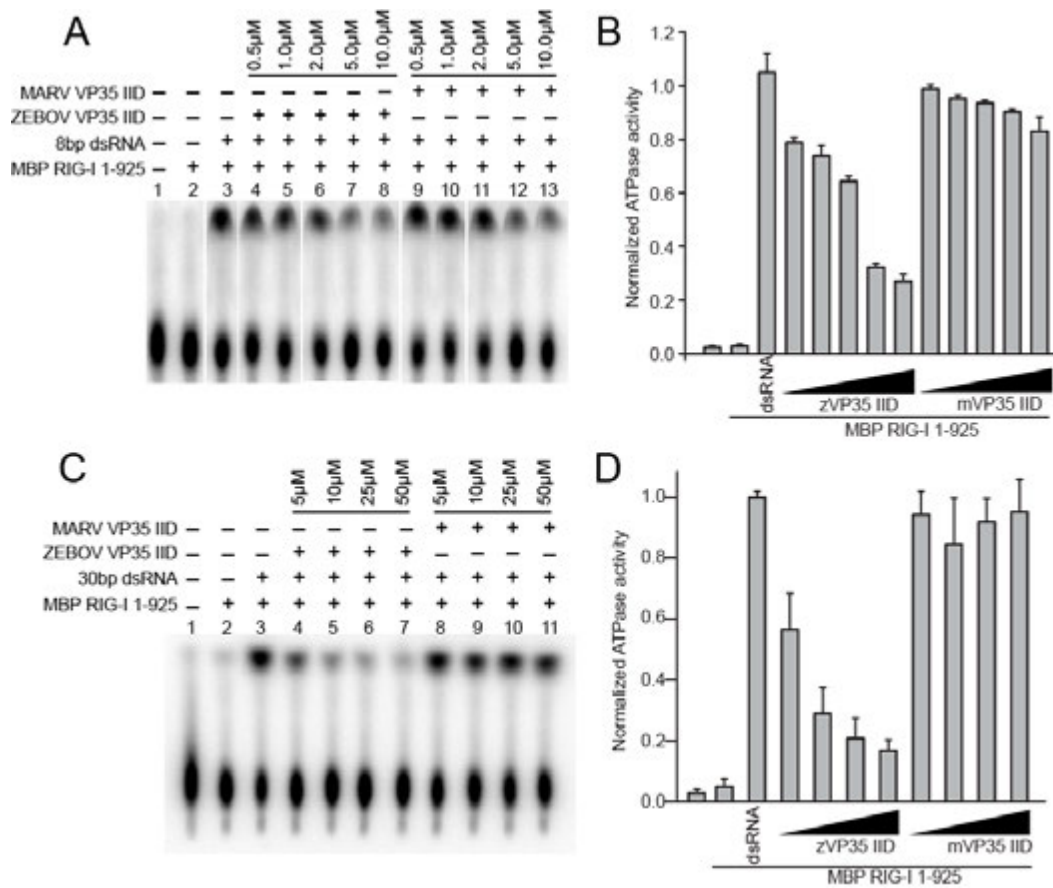 A
0.5µM 1.0µM 2.0µM 5.0µM 10.0µM 0.5µM 1.0µM 2.0µM 5.0µM 10.0µM
MARV VP35 IID – – – – – – – – + + + + +
ZEBOV VP35 IID – – – + + + + + – – – – –
8bp dsRNA – – + + + + + + + + + + +
MBP RIG-I 1-925 – + + + + + + + + + + + +
1 2 3 4 5 6 7 8 9 10 11 12 13
B
1.2
1.0
0.8
0.6
0.4
0.2
0.0
Normalized ATPase activity
dsRNA
zVP35 IID mVP35 IID
MBP RIG-I 1-925
C
5µM 10µM 25µM 50µM 5µM 10µM 25µM 50µM
MARV VP35 IID – – – – – – – + + + +
ZEBOV VP35 IID – – – + + + + – – – –
30bp dsRNA – – + + + + + + + + +
MBP RIG-I 1-925 – + + + + + + + + + +
1 2 3 4 5 6 7 8 9 10 11
D
1.0
0.8
0.6
0.4
0.2
0.0
Normalized ATPase activity
dsRNA
zVP35 IID mVP35 IID
MBP RIG-I 1-925